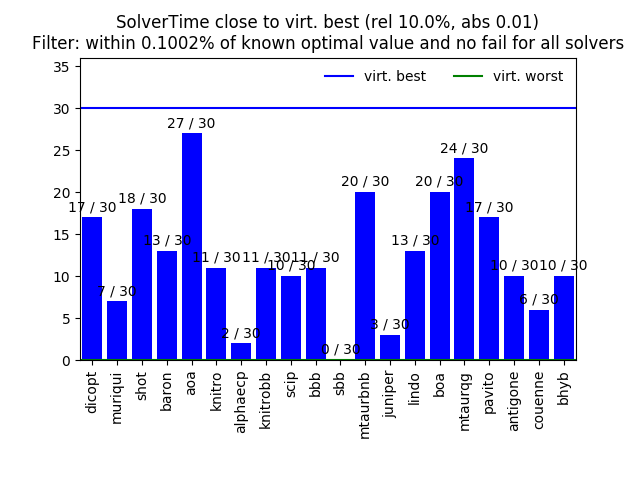 SolverTime close to virt. best (rel 10.0%, abs 0.01)
Filter: within 0.1002% of known optimal value and no fail for all solvers
virt. best
virt. worst
35
30
25
20
15
10
5
0
17 / 30
7 / 30
18 / 30
13 / 30
27 / 30
11 / 30
2 / 30
11 / 30
10 / 30
11 / 30
0 / 30
20 / 30
3 / 30
13 / 30
20 / 30
24 / 30
17 / 30
10 / 30
6 / 30
10 / 30
dicopt
muriqui
shot
baron
aoa
knitro
alphaecp
knitrobb
scip
bbb
sbb
mtaurbnb
juniper
lindo
boa
mtaurqg
pavito
antigone
couenne
bhyb